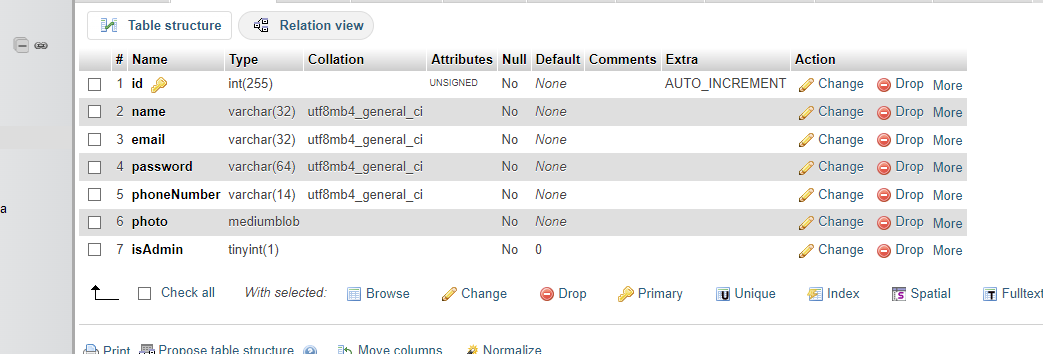 Table structure Relation view
# Name Type Collation Attributes Null Default Comments Extra Action
1 id int(255) UNSIGNED No None AUTO_INCREMENT Change Drop More
2 name varchar(32) utf8mb4_general_ci No None Change Drop More
3 email varchar(32) utf8mb4_general_ci No None Change Drop More
4 password varchar(64) utf8mb4_general_ci No None Change Drop More
5 phoneNumber varchar(14) utf8mb4_general_ci No None Change Drop More
a
6 photo mediumblob No None Change Drop More
7 isAdmin tinyint(1) No 0 Change Drop More
Check all With selected: Browse Change Drop Primary U Unique Index S Spatial T Fulltext
Print Propose table structure Move columns Normalize